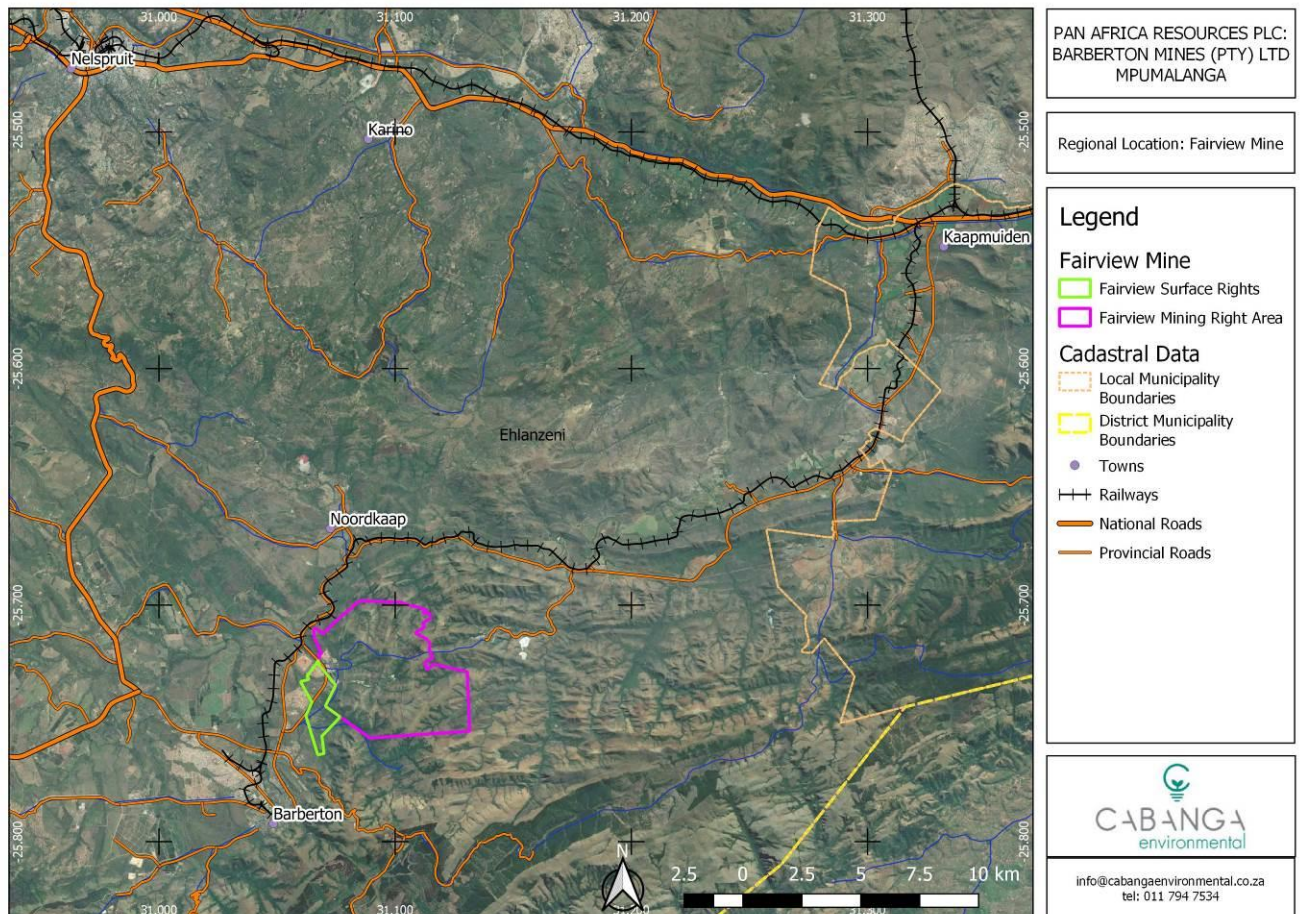 31.000
31.100
31.200
31.300
Nelspruit
Karino
-25.500
-25.500
Kaapmuiden
-25.600
-25.600
Ehlanzeni
Noordkaap
-25.700
-25.700
Barberton
-25.800
-25.800
N
2.5 0 2.5 5 7.5 10 km
31.000
31.100
31.300
PAN AFRICA RESOURCES PLC:
BARBERTON MINES (PTY) LTD
MPUMALANGA
Regional Location: Fairview Mine
Legend
Fairview Mine
Fairview Surface Rights
Fairview Mining Right Area
Cadastral Data
Local Municipality
Boundaries
District Municipality
Boundaries
Towns
Railways
National Roads
Provincial Roads
CABANGA
environmental
info@cabangaenvironmental.co.za
tel: 011 794 7534